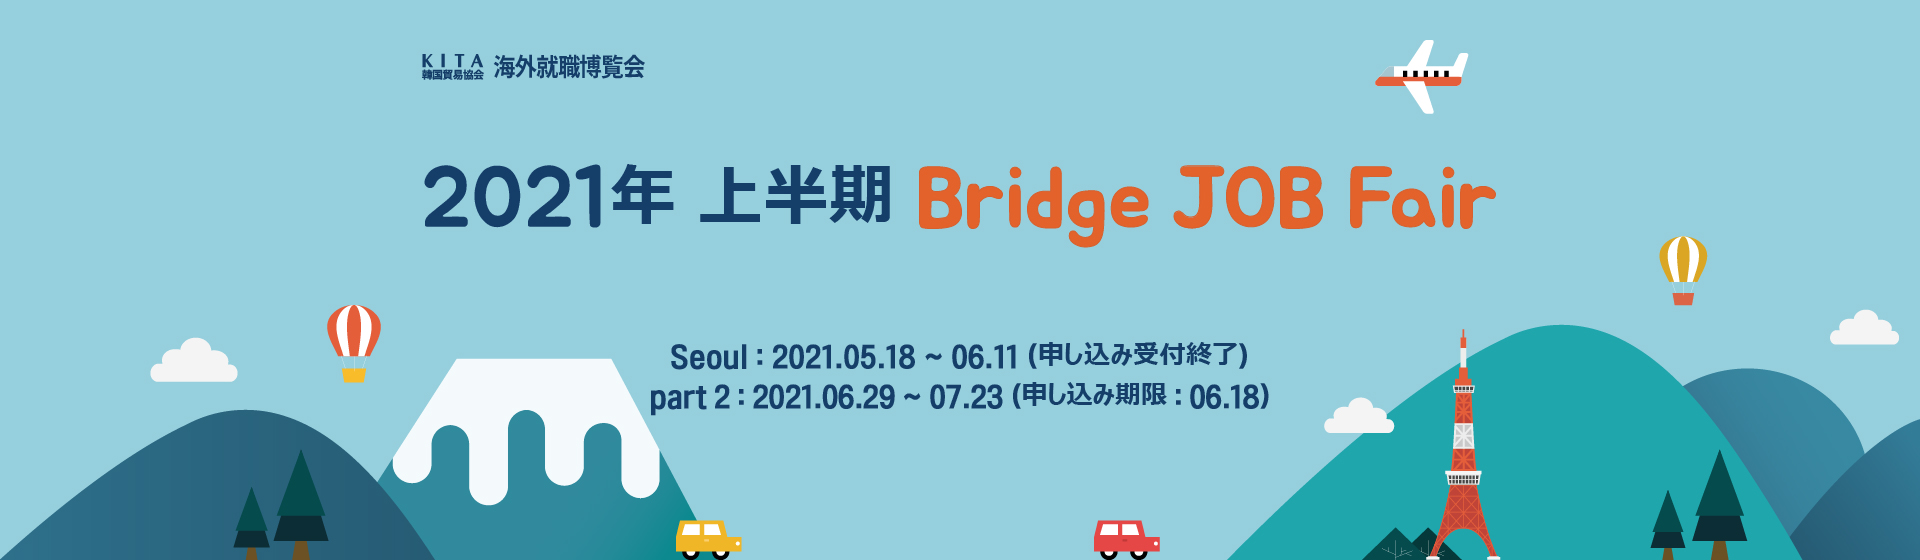 KITA
韓国貿易協会
海外就職博覧会
2021年 上半期 Bridge JOB Fair
Seoul : 2021.05.18 ~ 06.11 (申し込み受付終了)
part 2 : 2021.06.29 ~ 07.23 (申し込み期限 : 06.18)